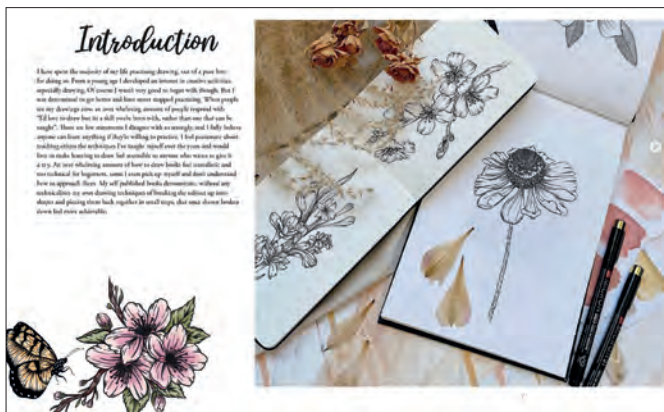 Introduction
I have spent the majority of my life practising drawing, out of a pure love
for doing so. From a young age I developed an interest in creative activities,
especially drawing. Of course I wasn't very good to begin with though. But I
was determined to get better and have never stopped practicing. When people
see my drawings now, an over whelming amount of people respond with
"I'd love to draw but its a skill you're born with, rather than one that can be
taught". There are few statements I disagree with so strongly, and I fully believe
anyone can learn anything if they're willing to practice. I feel passionate about
teaching others the techniques I've taught myself over the years and would
love to make learning to draw feel accessible to anyone who wants to give it
a try. An over whelming amount of how to draw books feel unrealistic and
too technical for beginners, some I even pick up myself and don't understand
how to approach them. My self published books demonstrate, without any
technicalities my own drawing techniques of breaking the subject up into
shapes and piecing them back together in small steps, that once shown broken
down feel more achievable.